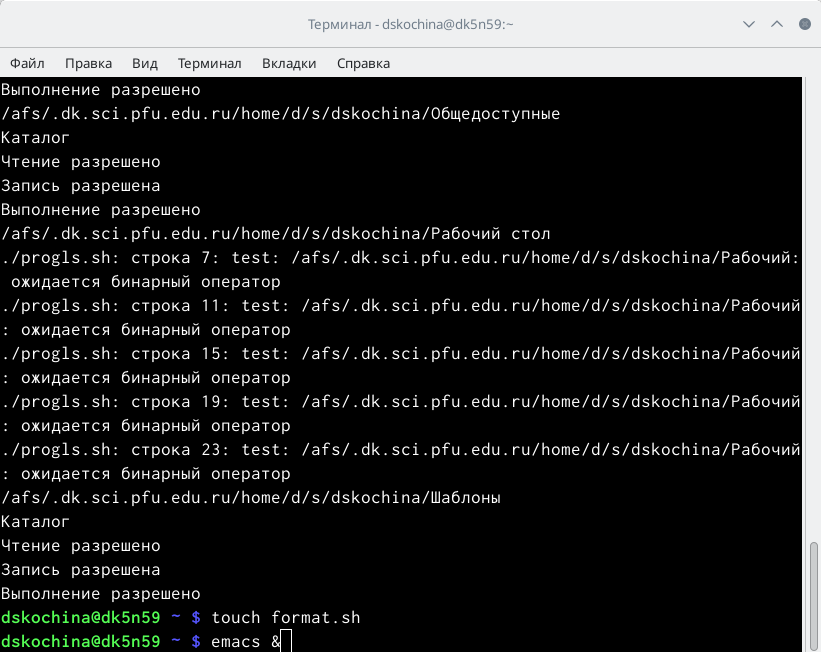 Терминал - dskochina@dk5n59:~
Файл Правка Вид Терминал Вкладки Справка
Выполнение разрешено
/afs/.dk.sci.pfu.edu.ru/home/d/s/dskochina/Общедоступные
Каталог
Чтение разрешено
Запись разрешена
Выполнение разрешено
/afs/.dk.sci.pfu.edu.ru/home/d/s/dskochina/Рабочий стол
./progls.sh: строка 7: test: /afs/.dk.sci.pfu.edu.ru/home/d/s/dskochina/Рабочий:
 ожидается бинарный оператор
./progls.sh: строка 11: test: /afs/.dk.sci.pfu.edu.ru/home/d/s/dskochina/Рабочий
: ожидается бинарный оператор
./progls.sh: строка 15: test: /afs/.dk.sci.pfu.edu.ru/home/d/s/dskochina/Рабочий
: ожидается бинарный оператор
./progls.sh: строка 19: test: /afs/.dk.sci.pfu.edu.ru/home/d/s/dskochina/Рабочий
: ожидается бинарный оператор
./progls.sh: строка 23: test: /afs/.dk.sci.pfu.edu.ru/home/d/s/dskochina/Рабочий
: ожидается бинарный оператор
/afs/.dk.sci.pfu.edu.ru/home/d/s/dskochina/Шаблоны
Каталог
Чтение разрешено
Запись разрешена
Выполнение разрешено
dskochina@dk5n59 ~ $ touch format.sh
dskochina@dk5n59 ~ $ emacs &